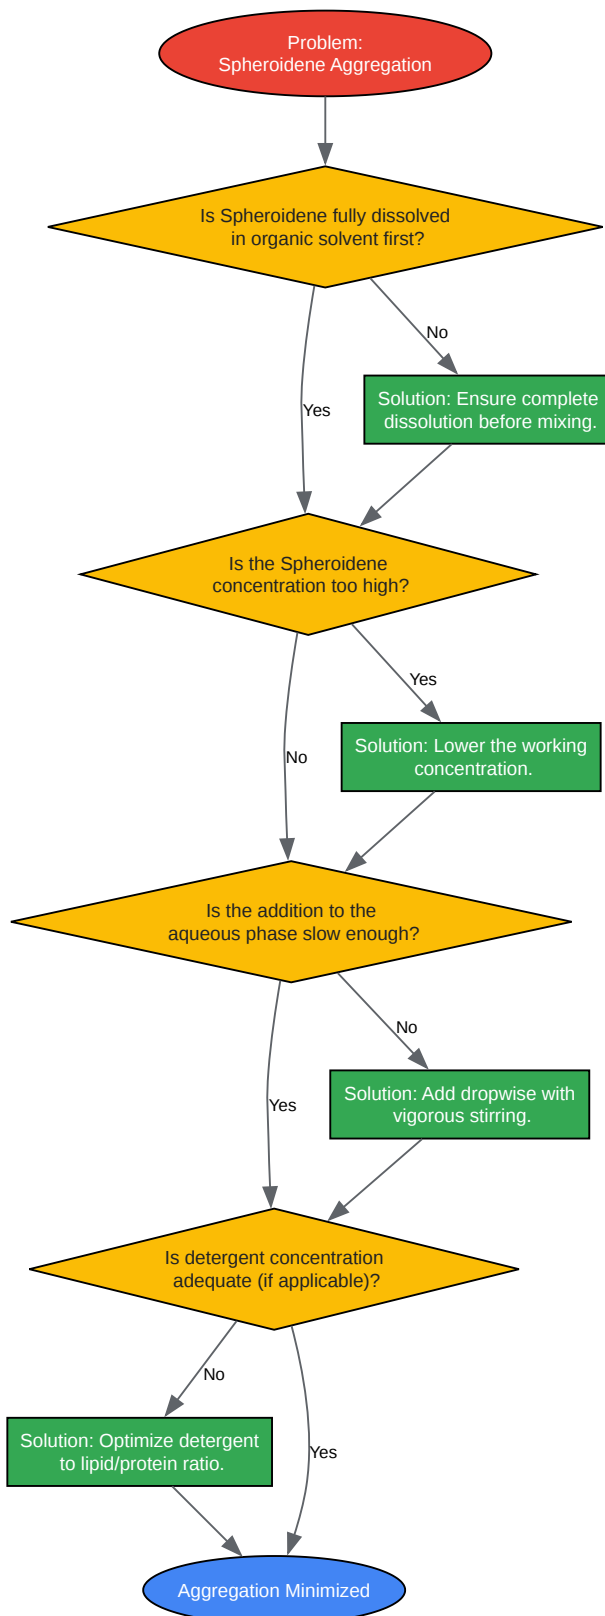 Problem:
Spheroidene Aggregation
Is Spheroidene fully dissolved
in organic solvent first?
No
Solution: Ensure complete
dissolution before mixing.
Yes
Is the Spheroidene
concentration too high?
Yes
Solution: Lower the working
concentration.
No
Is the addition to the
aqueous phase slow enough?
No
Solution: Add dropwise with
vigorous stirring.
Yes
Is detergent concentration
adequate (if applicable)?
No
Solution: Optimize detergent
to lipid/protein ratio.
Yes
Aggregation Minimized